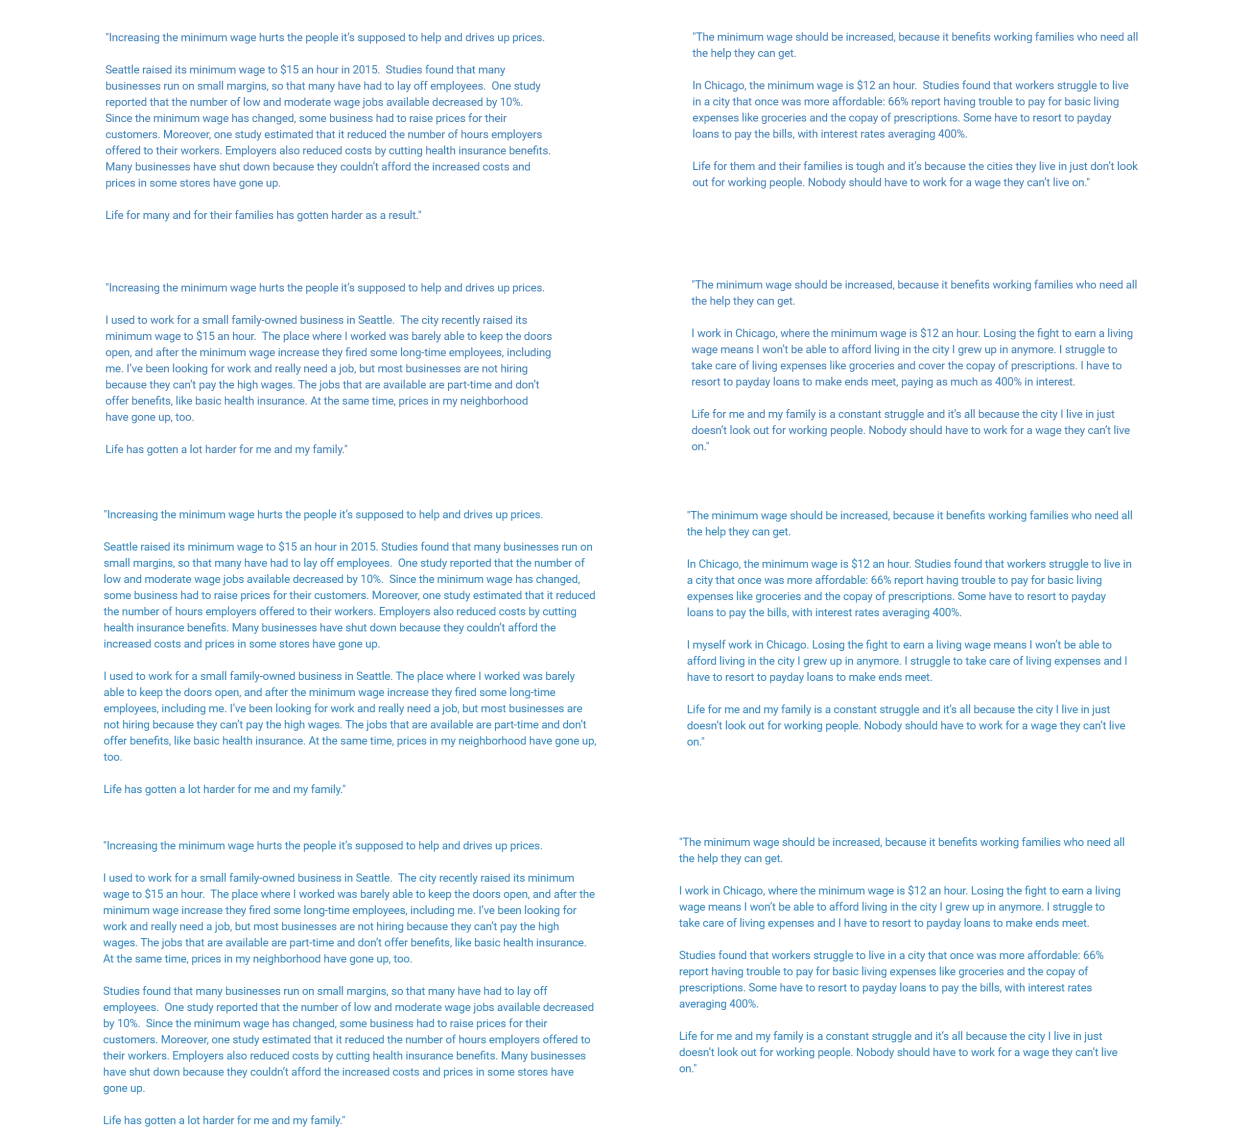 "Increasing the minimum wage hurts the people it's supposed to help and drives up prices.
Seattle raised its minimum wage to $15 an hour in 2015.  Studies found that many
businesses run on small margins, so that many have had to lay off employees.  One study
reported that the number of low and moderate wage jobs available decreased by 10%.
Since the minimum wage has changed, some business had to raise prices for their
customers. Moreover, one study estimated that it reduced the number of hours employers
offered to their workers. Employers also reduced costs by cutting health insurance benefits.
Many businesses have shut down because they couldn't afford the increased costs and
prices in some stores have gone up.
Life for many and for their families has gotten harder as a result."
"The minimum wage should be increased, because it benefits working families who need all
the help they can get.
In Chicago, the minimum wage is $12 an hour.  Studies found that workers struggle to live
in a city that once was more affordable: 66% report having trouble to pay for basic living
expenses like groceries and the copay of prescriptions. Some have to resort to payday
loans to pay the bills, with interest rates averaging 400%.
Life for them and their families is tough and it's because the cities they live in just don't look
out for working people. Nobody should have to work for a wage they can't live on."
"Increasing the minimum wage hurts the people it's supposed to help and drives up prices.
I used to work for a small family-owned business in Seattle.  The city recently raised its
minimum wage to $15 an hour.  The place where I worked was barely able to keep the doors
open, and after the minimum wage increase they fired some long-time employees, including
me. I've been looking for work and really need a job, but most businesses are not hiring
because they can't pay the high wages. The jobs that are available are part-time and don't
offer benefits, like basic health insurance. At the same time, prices in my neighborhood
have gone up, too.
Life has gotten a lot harder for me and my family."
"The minimum wage should be increased, because it benefits working families who need all
the help they can get.
I work in Chicago, where the minimum wage is $12 an hour. Losing the fight to earn a living
wage means I won't be able to afford living in the city I grew up in anymore. I struggle to
take care of living expenses like groceries and cover the copay of prescriptions. I have to
resort to payday loans to make ends meet, paying as much as 400% in interest.
Life for me and my family is a constant struggle and it's all because the city I live in just
doesn't look out for working people. Nobody should have to work for a wage they can't live
on."
"Increasing the minimum wage hurts the people it's supposed to help and drives up prices.
Seattle raised its minimum wage to $15 an hour in 2015. Studies found that many businesses run on
small margins, so that many have had to lay off employees.  One study reported that the number of
low and moderate wage jobs available decreased by 10%.  Since the minimum wage has changed,
some business had to raise prices for their customers. Moreover, one study estimated that it reduced
the number of hours employers offered to their workers. Employers also reduced costs by cutting
health insurance benefits. Many businesses have shut down because they couldn't afford the
increased costs and prices in some stores have gone up.
I used to work for a small family-owned business in Seattle. The place where I worked was barely
able to keep the doors open, and after the minimum wage increase they fired some long-time
employees, including me. I've been looking for work and really need a job, but most businesses are
not hiring because they can't pay the high wages. The jobs that are available are part-time and don't
offer benefits, like basic health insurance. At the same time, prices in my neighborhood have gone up,
too.
Life has gotten a lot harder for me and my family."
"The minimum wage should be increased, because it benefits working families who need all
the help they can get.
In Chicago, the minimum wage is $12 an hour. Studies found that workers struggle to live in
a city that once was more affordable: 66% report having trouble to pay for basic living
expenses like groceries and the copay of prescriptions. Some have to resort to payday
loans to pay the bills, with interest rates averaging 400%.
I myself work in Chicago. Losing the fight to earn a living wage means I won't be able to
afford living in the city I grew up in anymore. I struggle to take care of living expenses and I
have to resort to payday loans to make ends meet.
Life for me and my family is a constant struggle and it's all because the city I live in just
doesn't look out for working people. Nobody should have to work for a wage they can't live
on."
"Increasing the minimum wage hurts the people it's supposed to help and drives up prices.
I used to work for a small family-owned business in Seattle.  The city recently raised its minimum
wage to $15 an hour.  The place where I worked was barely able to keep the doors open, and after the
minimum wage increase they fired some long-time employees, including me. I've been looking for
work and really need a job, but most businesses are not hiring because they can't pay the high
wages. The jobs that are available are part-time and don't offer benefits, like basic health insurance.
At the same time, prices in my neighborhood have gone up, too.
Studies found that many businesses run on small margins, so that many have had to lay off
employees.  One study reported that the number of low and moderate wage jobs available decreased
by 10%.  Since the minimum wage has changed, some business had to raise prices for their
customers. Moreover, one study estimated that it reduced the number of hours employers offered to
their workers. Employers also reduced costs by cutting health insurance benefits. Many businesses
have shut down because they couldn't afford the increased costs and prices in some stores have
gone up.
Life has gotten a lot harder for me and my family."
"The minimum wage should be increased, because it benefits working families who need all
the help they can get.
I work in Chicago, where the minimum wage is $12 an hour. Losing the fight to earn a living
wage means I won't be able to afford living in the city I grew up in anymore. I struggle to
take care of living expenses and I have to resort to payday loans to make ends meet.
Studies found that workers struggle to live in a city that once was more affordable: 66%
report having trouble to pay for basic living expenses like groceries and the copay of
prescriptions. Some have to resort to payday loans to pay the bills, with interest rates
averaging 400%.
Life for me and my family is a constant struggle and it's all because the city I live in just
doesn't look out for working people. Nobody should have to work for a wage they can't live
on."